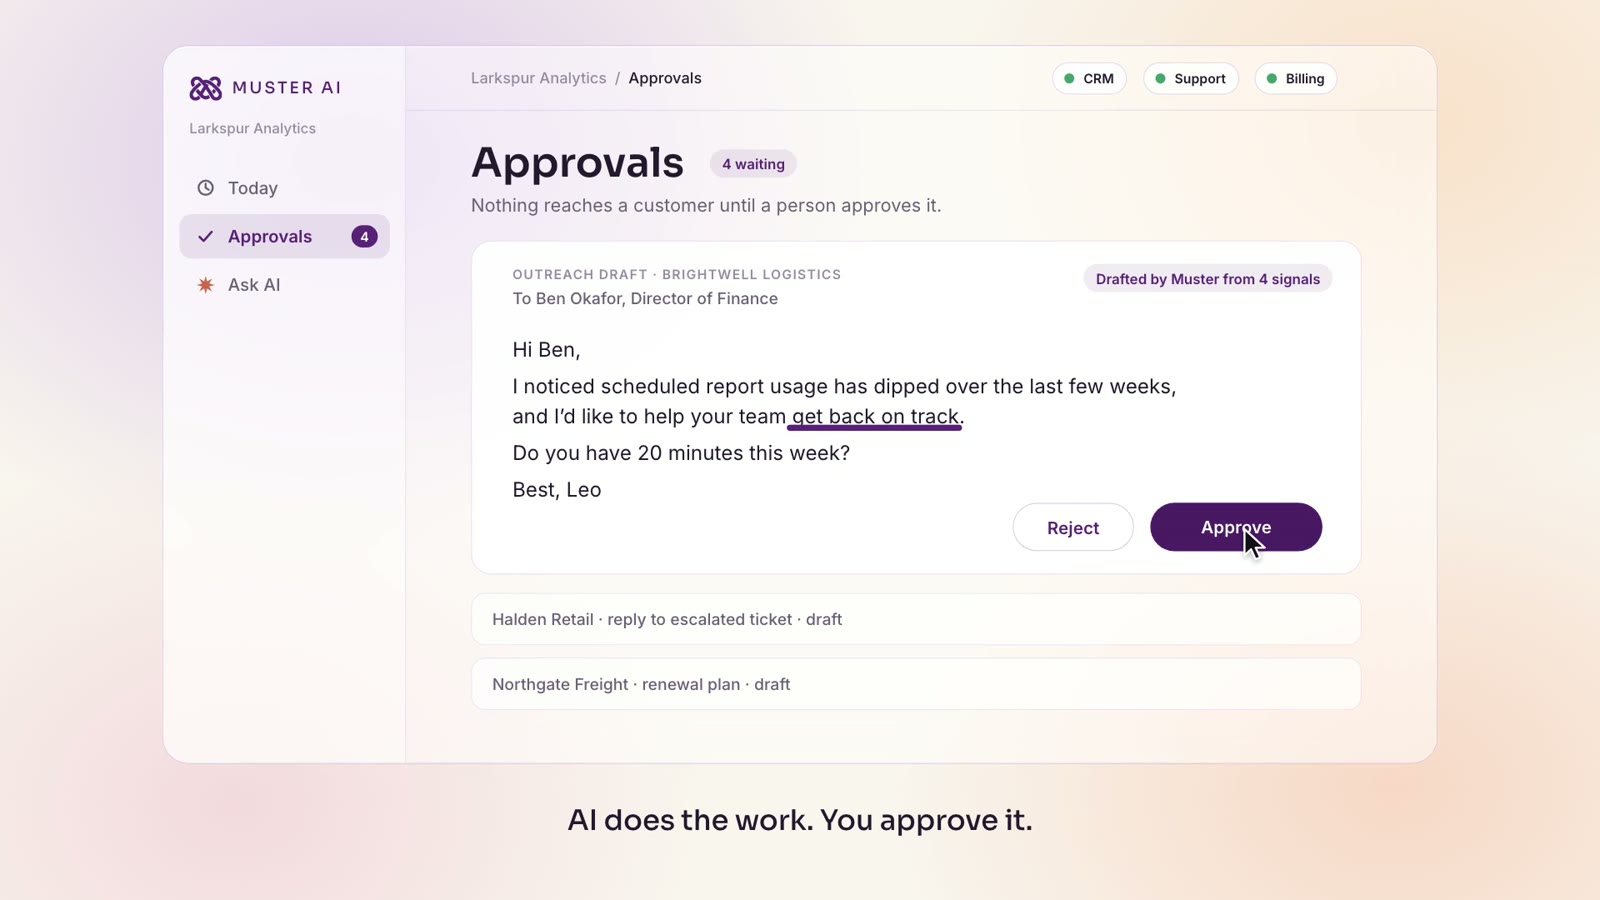 MUSTER AI
Larkspur Analytics
Today
Approvals 4
Ask AI
Larkspur Analytics / Approvals
CRM
Support
Billing
Approvals
4 waiting
Nothing reaches a customer until a person approves it.
OUTREACH DRAFT · BRIGHTWELL LOGISTICS
To Ben Okafor, Director of Finance
Drafted by Muster from 4 signals
Hi Ben,
I noticed scheduled report usage has dipped over the last few weeks,
and I’d like to help your team get back on track.
Do you have 20 minutes this week?
Best, Leo
Reject
Approve
Halden Retail · reply to escalated ticket · draft
Northgate Freight · renewal plan · draft
AI does the work. You approve it.